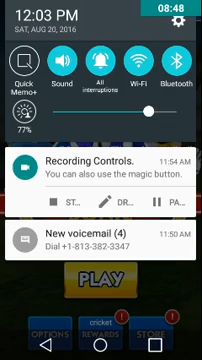 08:48
12:03 PM
SAT, AUG 20, 2016
Quick Memo+
Sound
All interruptions
Wi-Fi
Bluetooth
77%
Recording Controls.
11:54 AM
You can also use the magic button.
ST...
DR...
PA...
New voicemail (4)
11:50 AM
Dial +1-813-382-3347
PLAY
OPTIONS
cricket
REWARDS
STORE